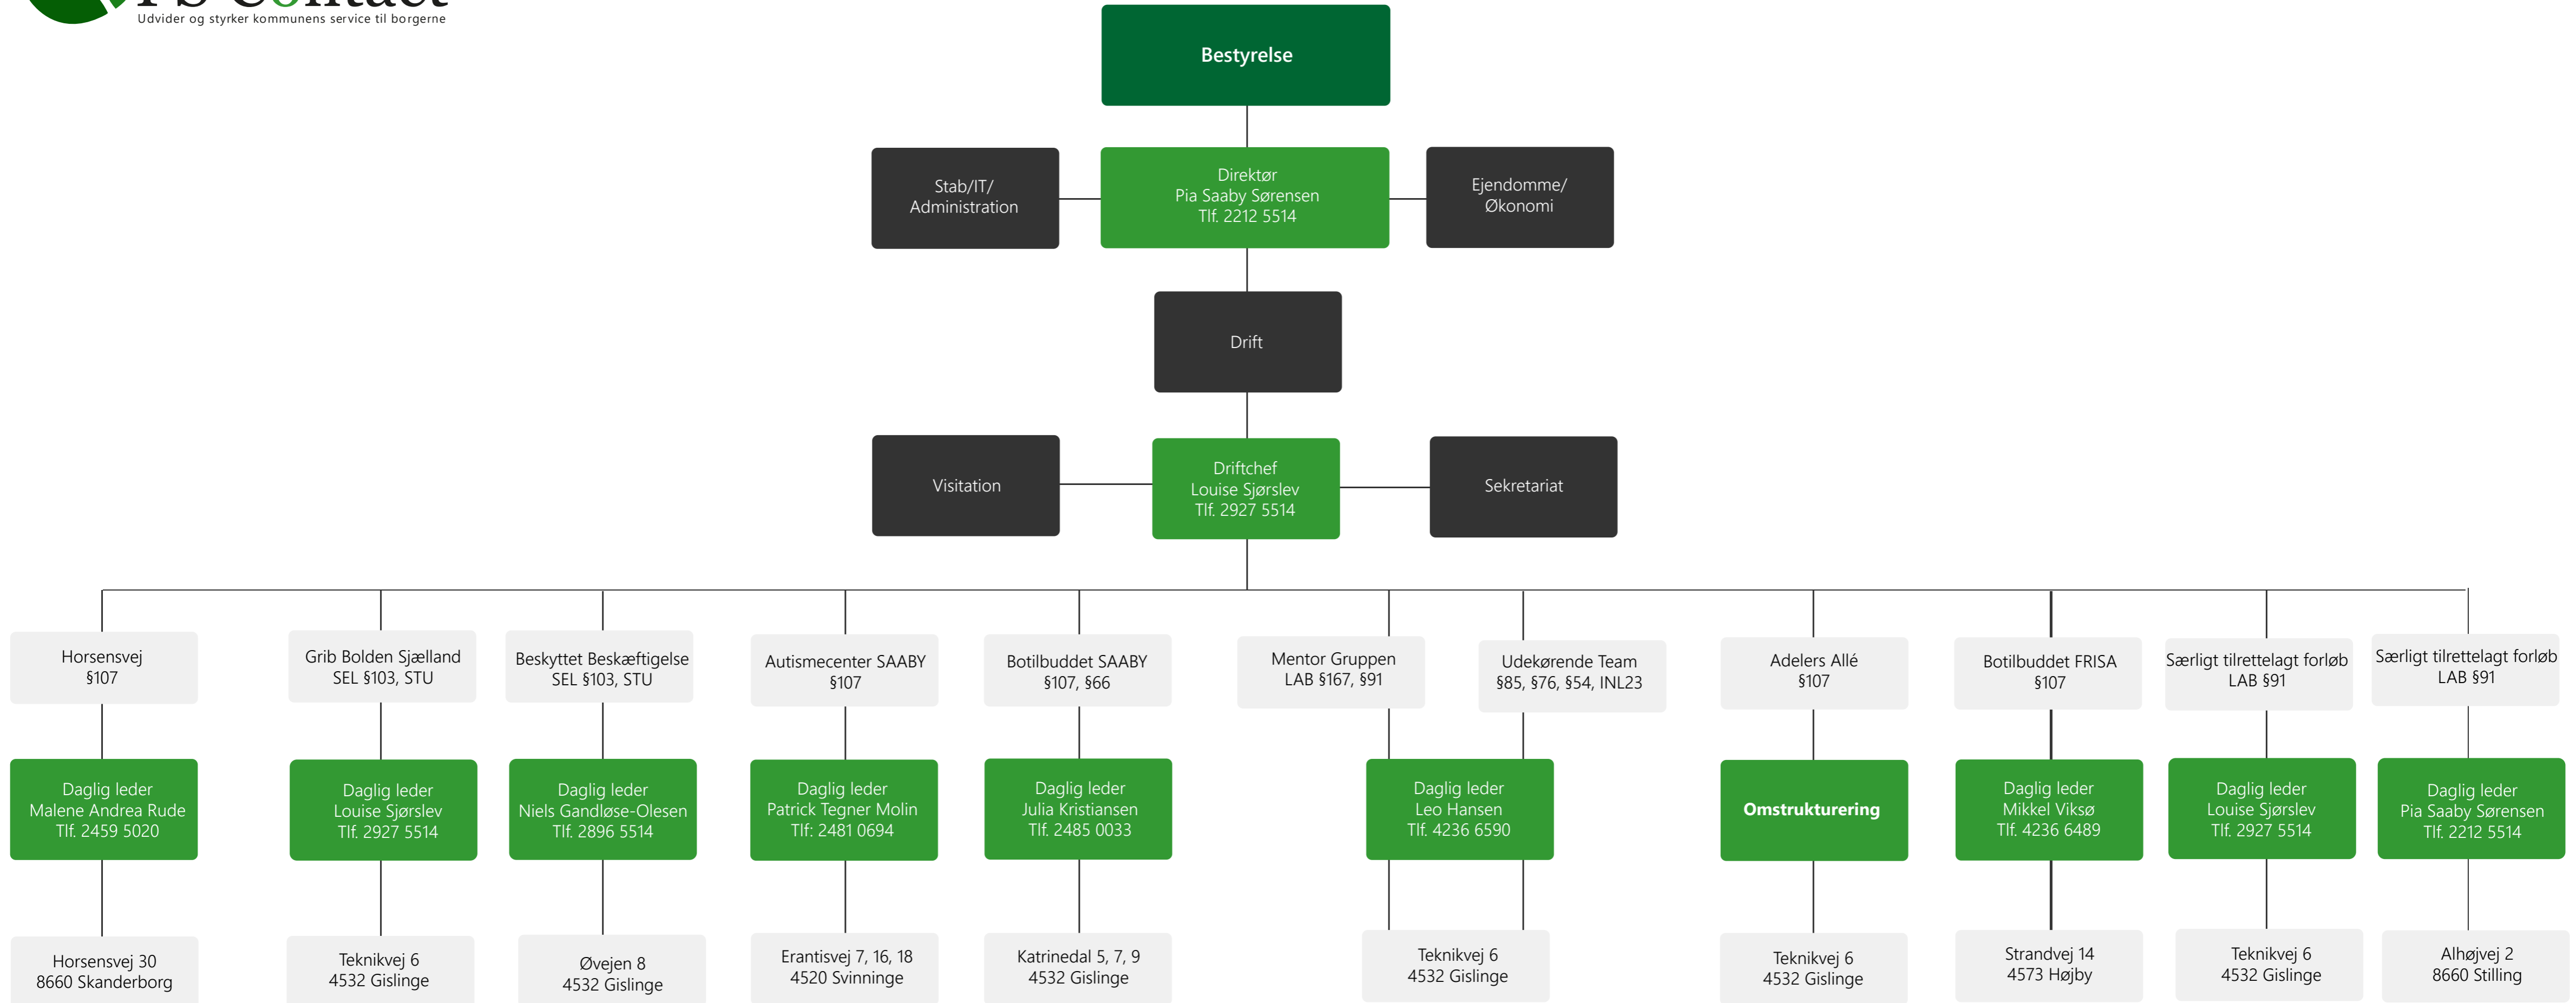 PS Contact
Udvider og styrker kommunens service til borgerne
Bestyrelse
Stab/IT/
Administration
Direktør
Pia Saaby Sørensen
Tlf. 2212 5514
Ejendomme/
Økonomi
Drift
Visitation
Driftchef
Louise Sjørslev
Tlf. 2927 5514
Sekretariat
Horsensvej
§107
Grib Bolden Sjælland
SEL §103, STU
Beskyttet Beskæftigelse
SEL §103, STU
Autismecenter SAABY
§107
Botilbuddet SAABY
§107, §66
Mentor Gruppen
LAB §167, §91
Udekørende Team
§85, §76, §54, INL23
Adelers Allé
§107
Botilbuddet FRISA
§107
Særligt tilrettelagt forløb
LAB §91
Særligt tilrettelagt forløb
LAB §91
Daglig leder
Malene Andrea Rude
Tlf. 2459 5020
Daglig leder
Louise Sjørslev
Tlf. 2927 5514
Daglig leder
Niels Gandløse-Olesen
Tlf. 2896 5514
Daglig leder
Patrick Tegner Molin
Tlf: 2481 0694
Daglig leder
Julia Kristiansen
Tlf. 2485 0033
Daglig leder
Leo Hansen
Tlf. 4236 6590
Omstrukturering
Daglig leder
Mikkel Viksø
Tlf. 4236 6489
Daglig leder
Louise Sjørslev
Tlf. 2927 5514
Daglig leder
Pia Saaby Sørensen
Tlf. 2212 5514
Horsensvej 30
8660 Skanderborg
Teknikvej 6
4532 Gislinge
Øvejen 8
4532 Gislinge
Erantisvej 7, 16, 18
4520 Svinninge
Katrinedal 5, 7, 9
4532 Gislinge
Teknikvej 6
4532 Gislinge
Teknikvej 6
4532 Gislinge
Strandvej 14
4573 Højby
Teknikvej 6
4532 Gislinge
Alhøjvej 2
8660 Stilling